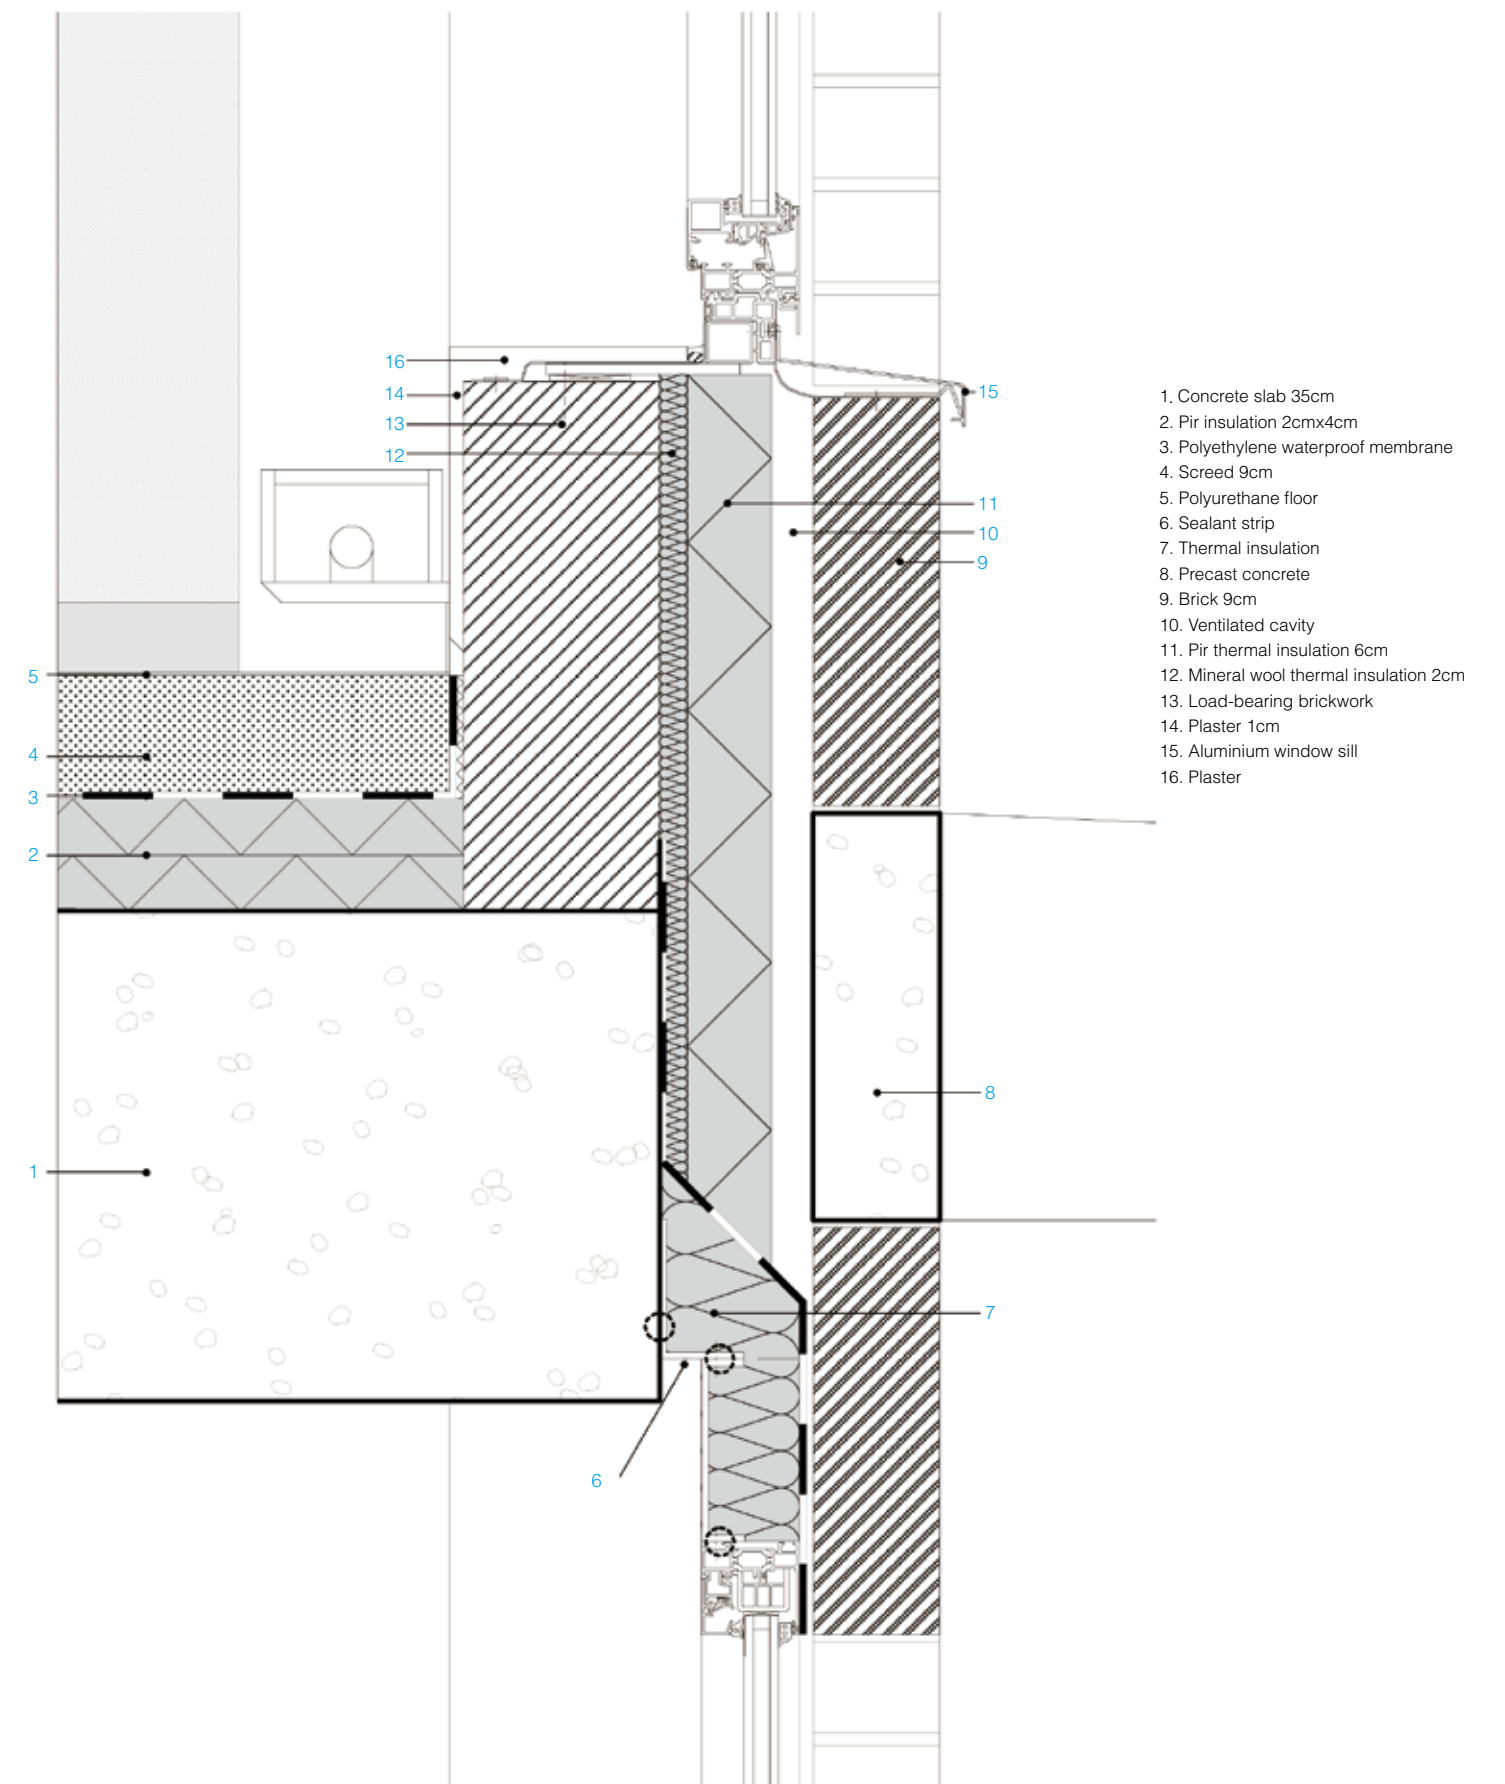 16
14
13
12
15
11
10
9
5
4
3
2
1
8
7
6
1. Concrete slab 35cm
2. Pir insulation 2cmx4cm
3. Polyethylene waterproof membrane
4. Screed 9cm
5. Polyurethane floor
6. Sealant strip
7. Thermal insulation
8. Precast concrete
9. Brick 9cm
10. Ventilated cavity
11. Pir thermal insulation 6cm
12. Mineral wool thermal insulation 2cm
13. Load-bearing brickwork
14. Plaster 1cm
15. Aluminium window sill
16. Plaster